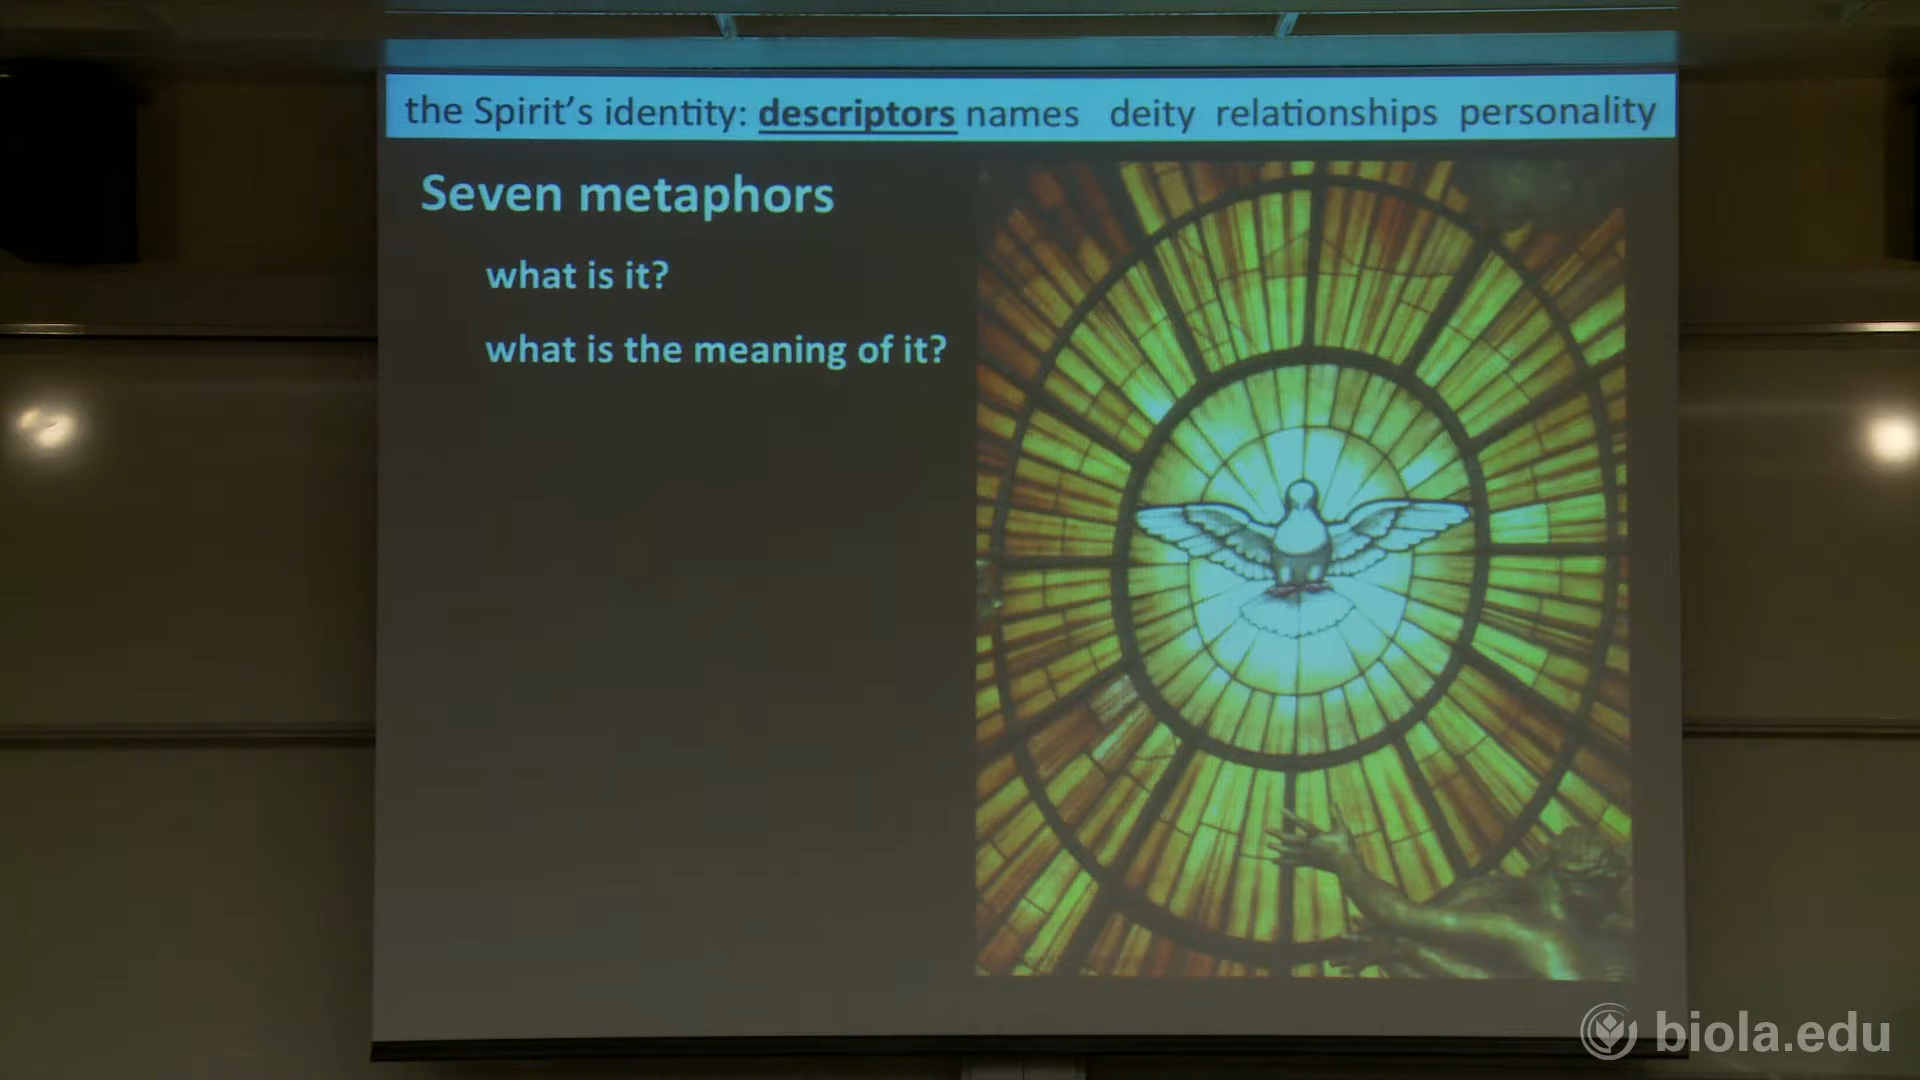 the Spirit's identity: descriptors names deity relationships personality
Seven metaphors
what is it?
what is the meaning of it?
biola.edu